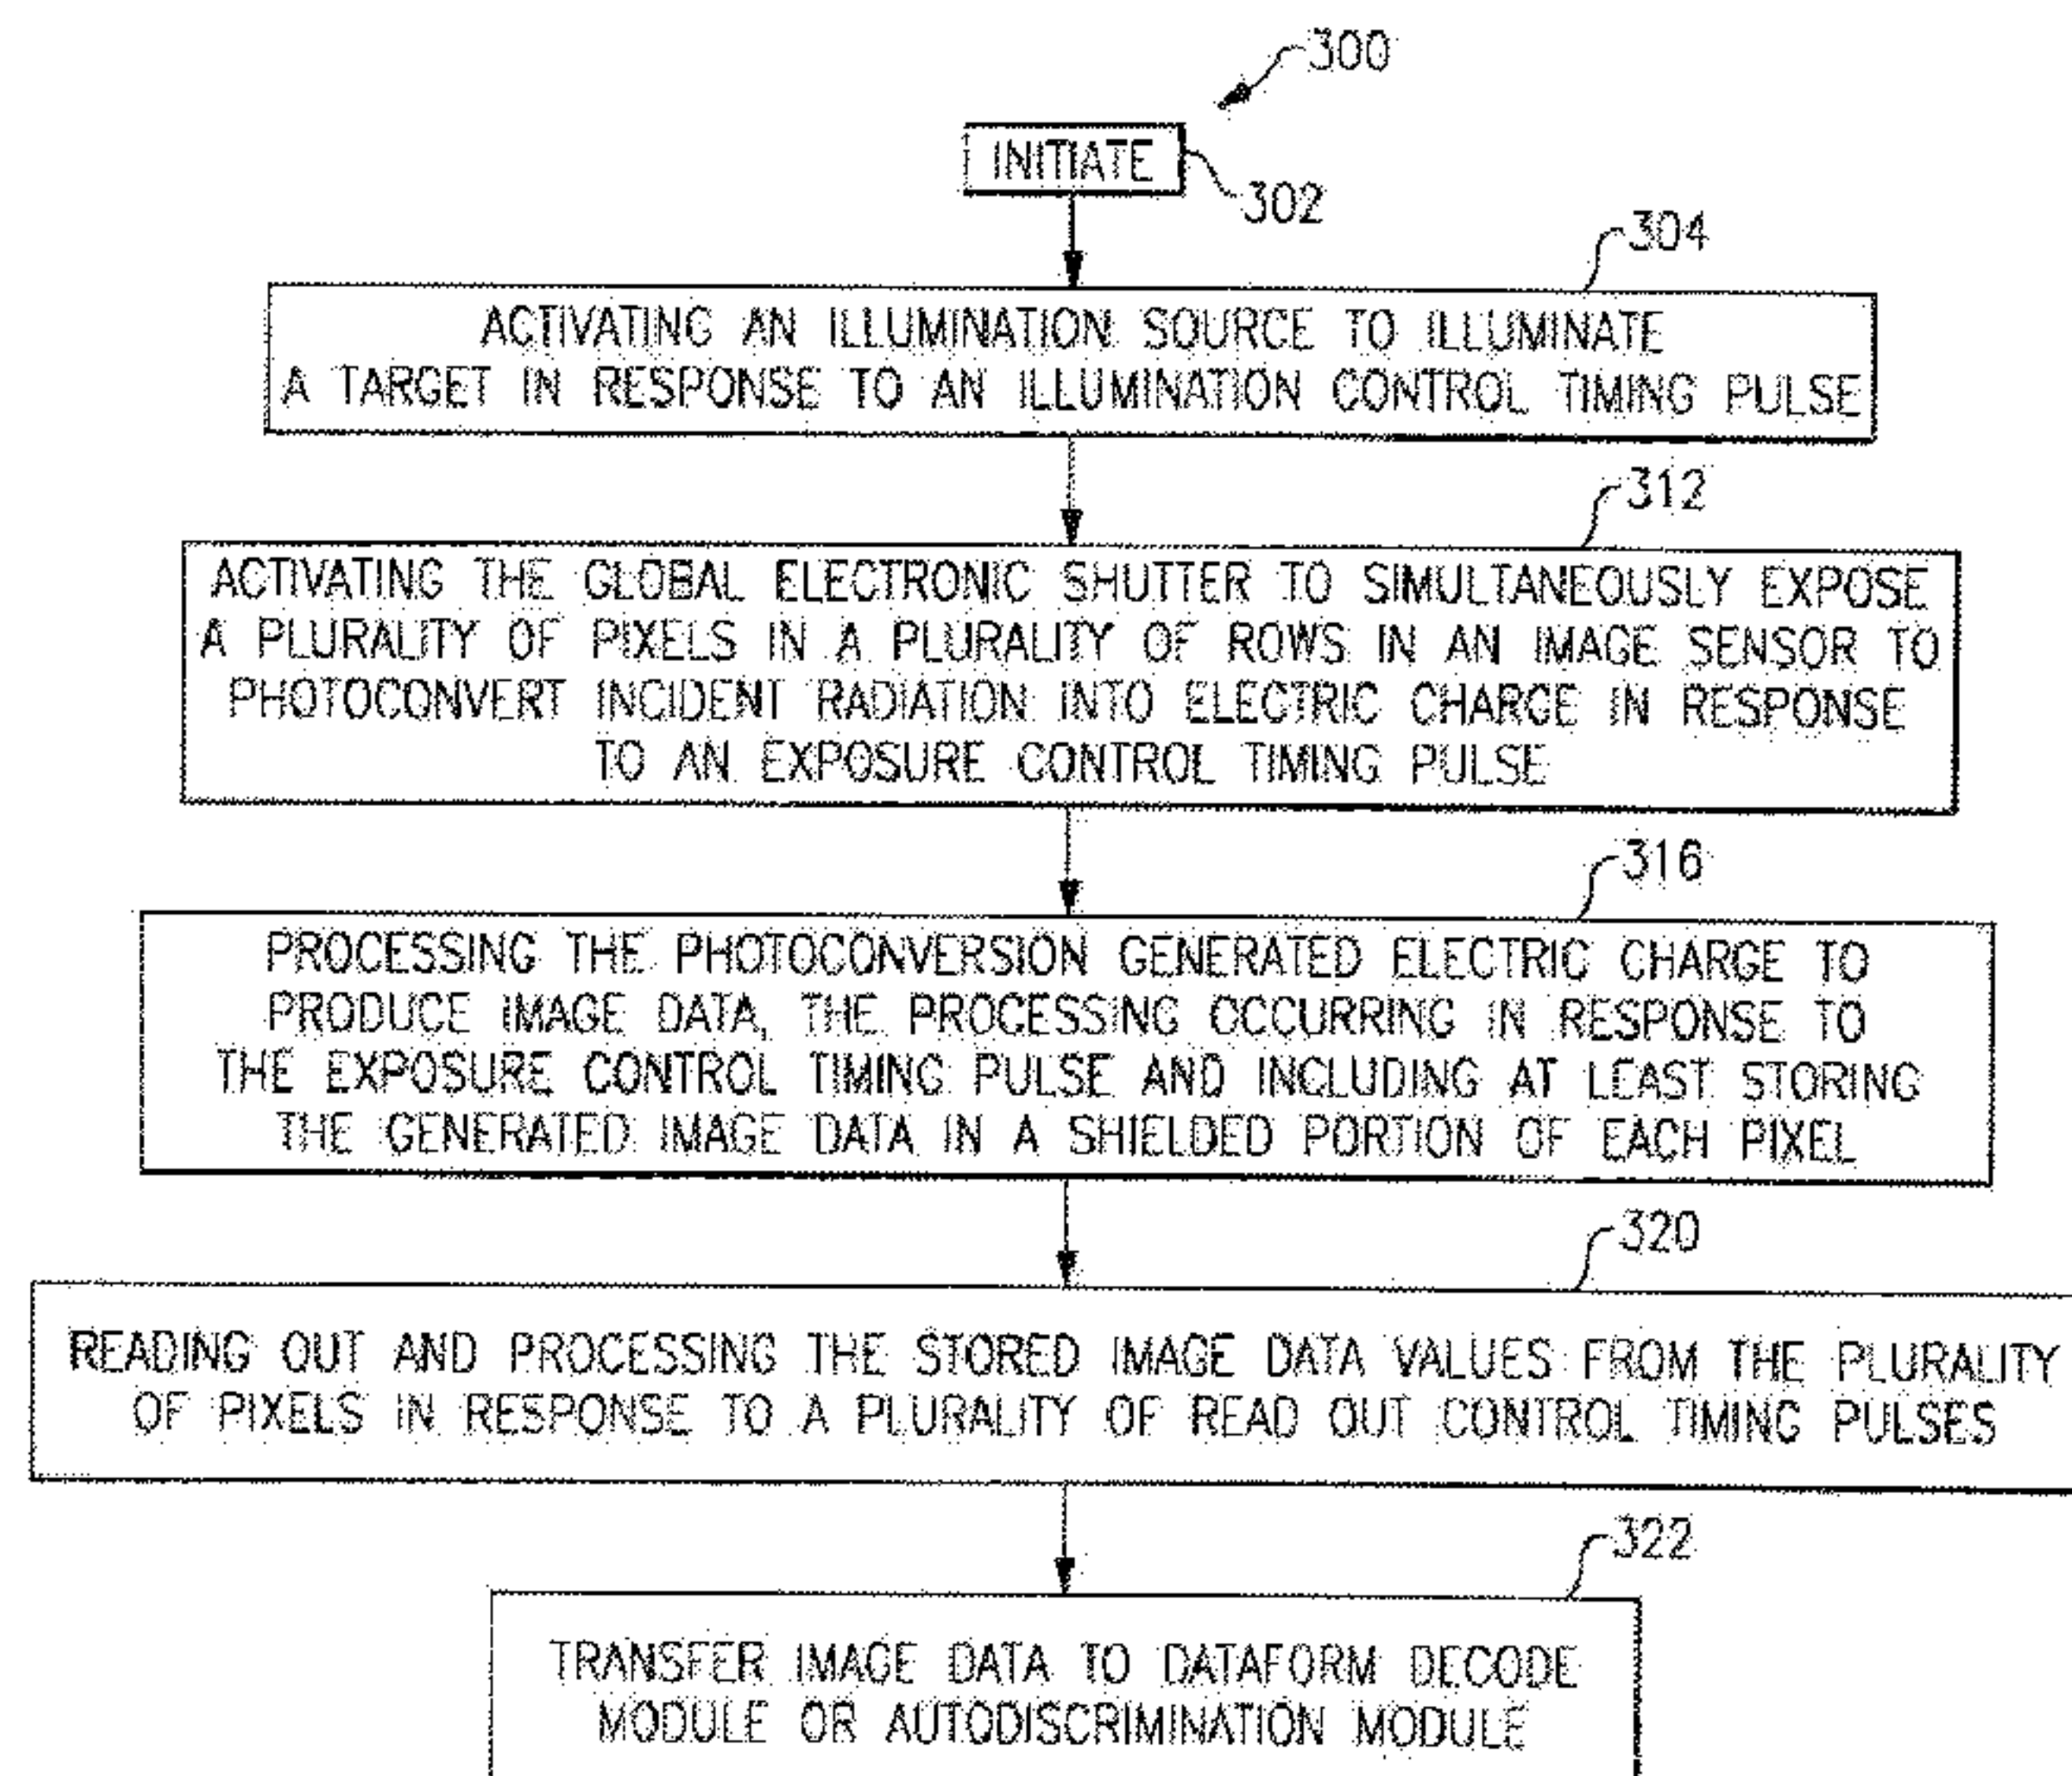 300
INITIATE
302
304
ACTIVATING AN ILLUMINATION SOURCE TO ILLUMINATE
A TARGET IN RESPONSE TO AN ILLUMINATION CONTROL TIMING PULSE
312
ACTIVATING THE GLOBAL ELECTRONIC SHUTTER TO SIMULTANEOUSLY EXPOSE
A PLURALITY OF PIXELS IN A PLURALITY OF ROWS IN AN IMAGE SENSOR TO
PHOTOCONVERT INCIDENT RADIATION INTO ELECTRIC CHARGE IN RESPONSE
TO AN EXPOSURE CONTROL TIMING PULSE
316
PROCESSING THE PHOTOCONVERSION GENERATED ELECTRIC CHARGE TO
PRODUCE IMAGE DATA, THE PROCESSING OCCURRING IN RESPONSE TO
THE EXPOSURE CONTROL TIMING PULSE AND INCLUDING AT LEAST STORING
THE GENERATED IMAGE DATA IN A SHIELDED PORTION OF EACH PIXEL
320
READING OUT AND PROCESSING THE STORED IMAGE DATA VALUES FROM THE PLURALITY
OF PIXELS IN RESPONSE TO A PLURALITY OF READ OUT CONTROL TIMING PULSES
322
TRANSFER IMAGE DATA TO DATAFORM DECODE
MODULE OR AUTODISCRIMINATION MODULE